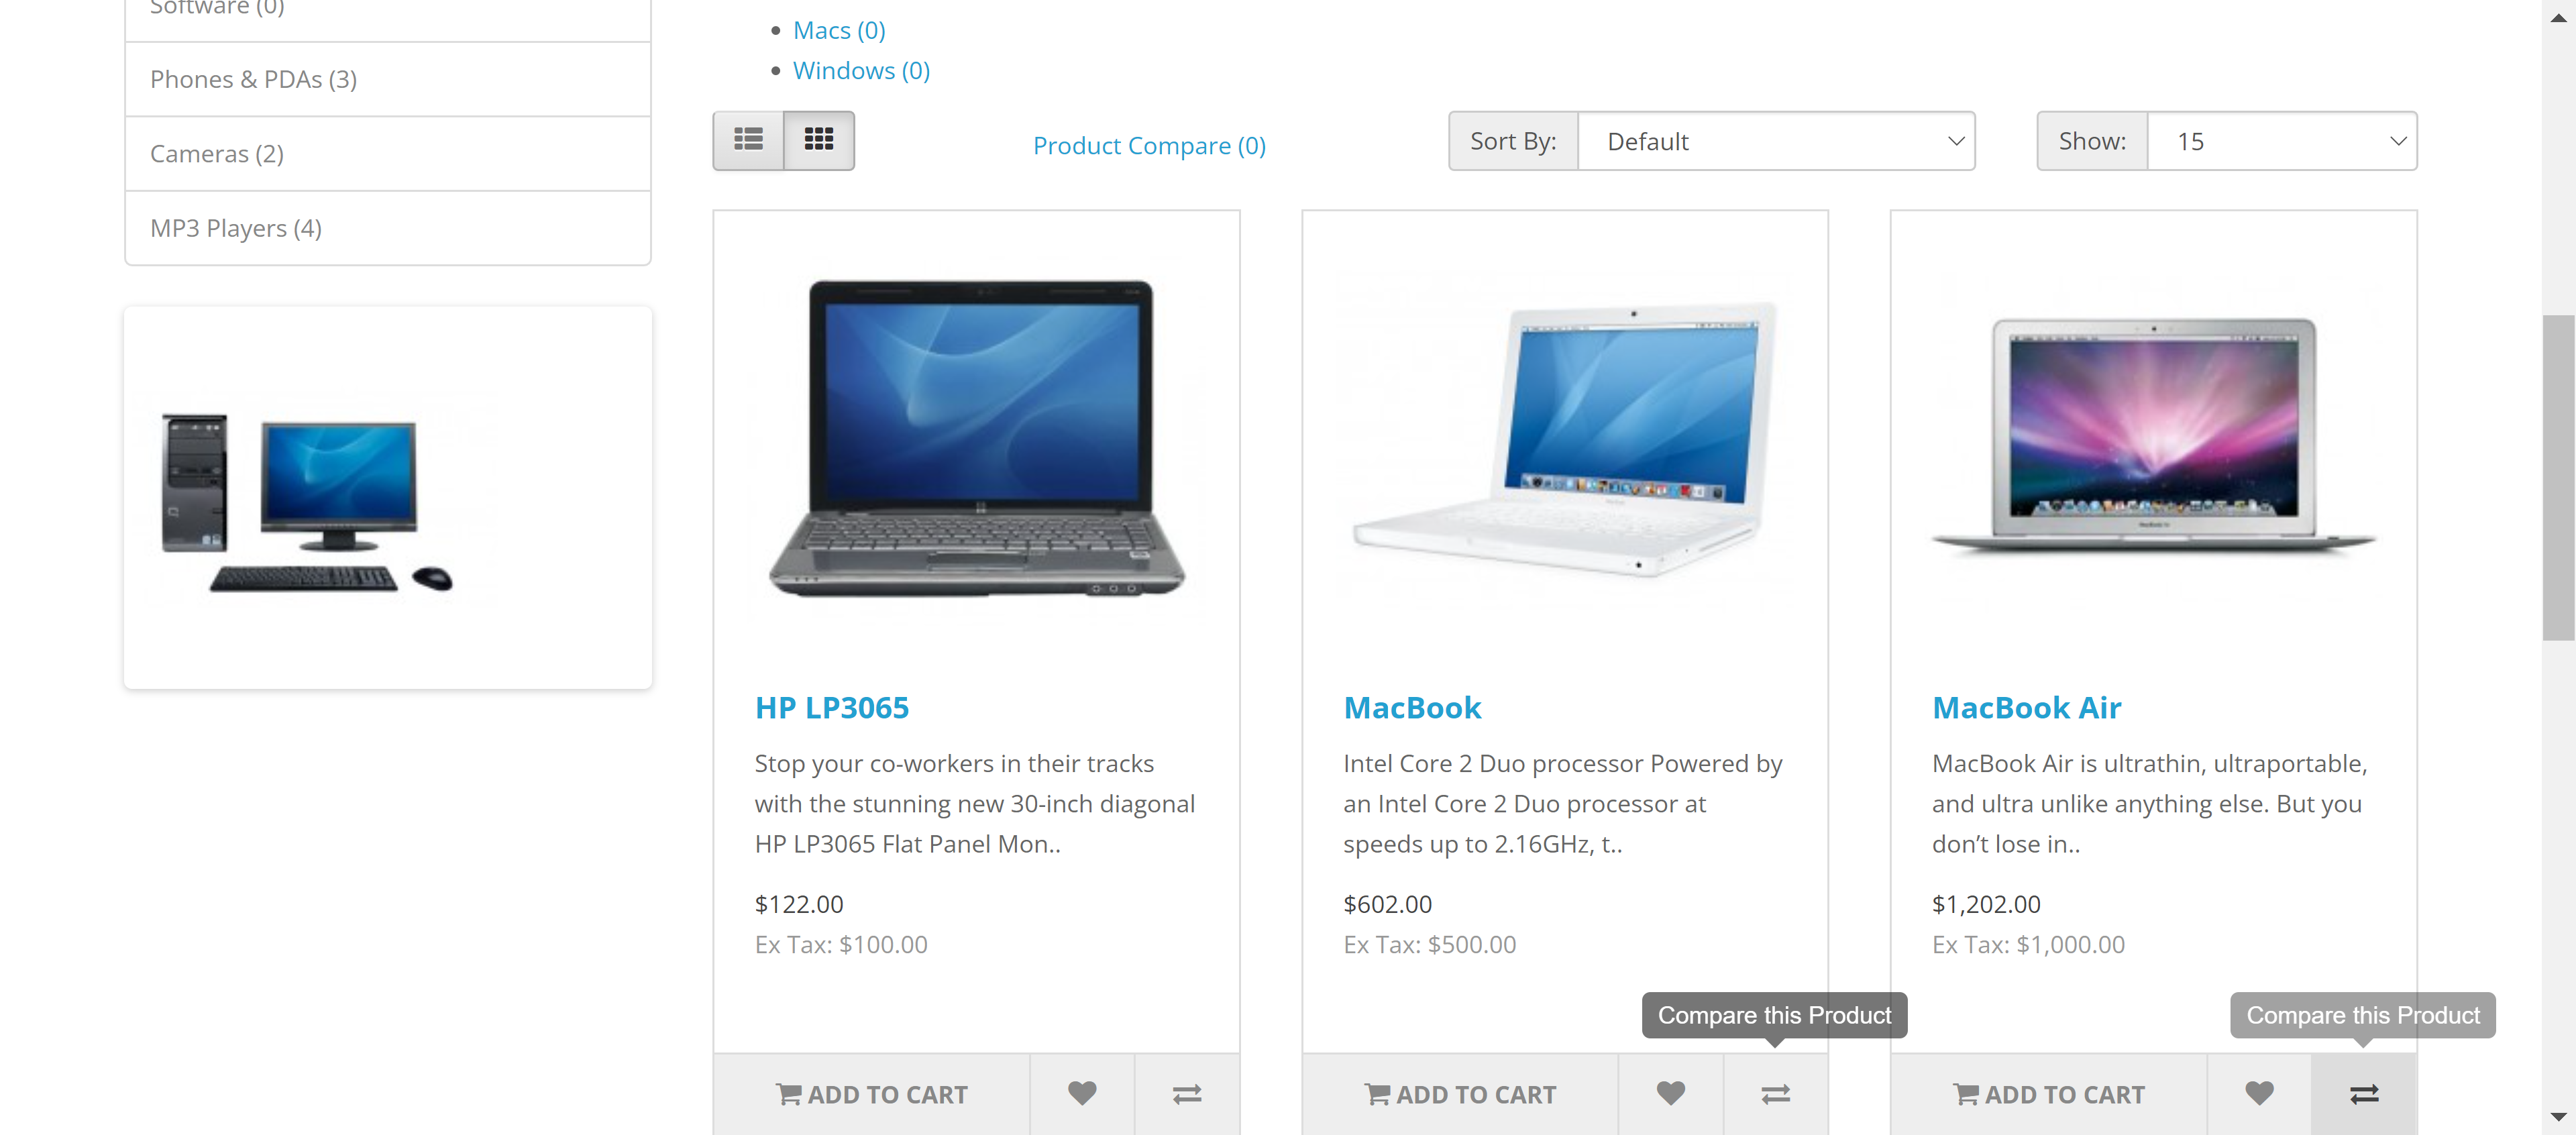 Software (0)
Phones & PDAs (3)
Cameras (2)
MP3 Players (4)
Macs (0)
Windows (0)
Product Compare (0)
Sort By:
Default
Show:
15
HP LP3065
Stop your co-workers in their tracks
with the stunning new 30-inch diagonal
HP LP3065 Flat Panel Mon..
$122.00
Ex Tax: $100.00
ADD TO CART
MacBook
Intel Core 2 Duo processor Powered by
an Intel Core 2 Duo processor at
speeds up to 2.16GHz, t..
$602.00
Ex Tax: $500.00
Compare this Product
ADD TO CART
MacBook Air
MacBook Air is ultrathin, ultraportable,
and ultra unlike anything else. But you
don’t lose in..
$1,202.00
Ex Tax: $1,000.00
Compare this Product
ADD TO CART